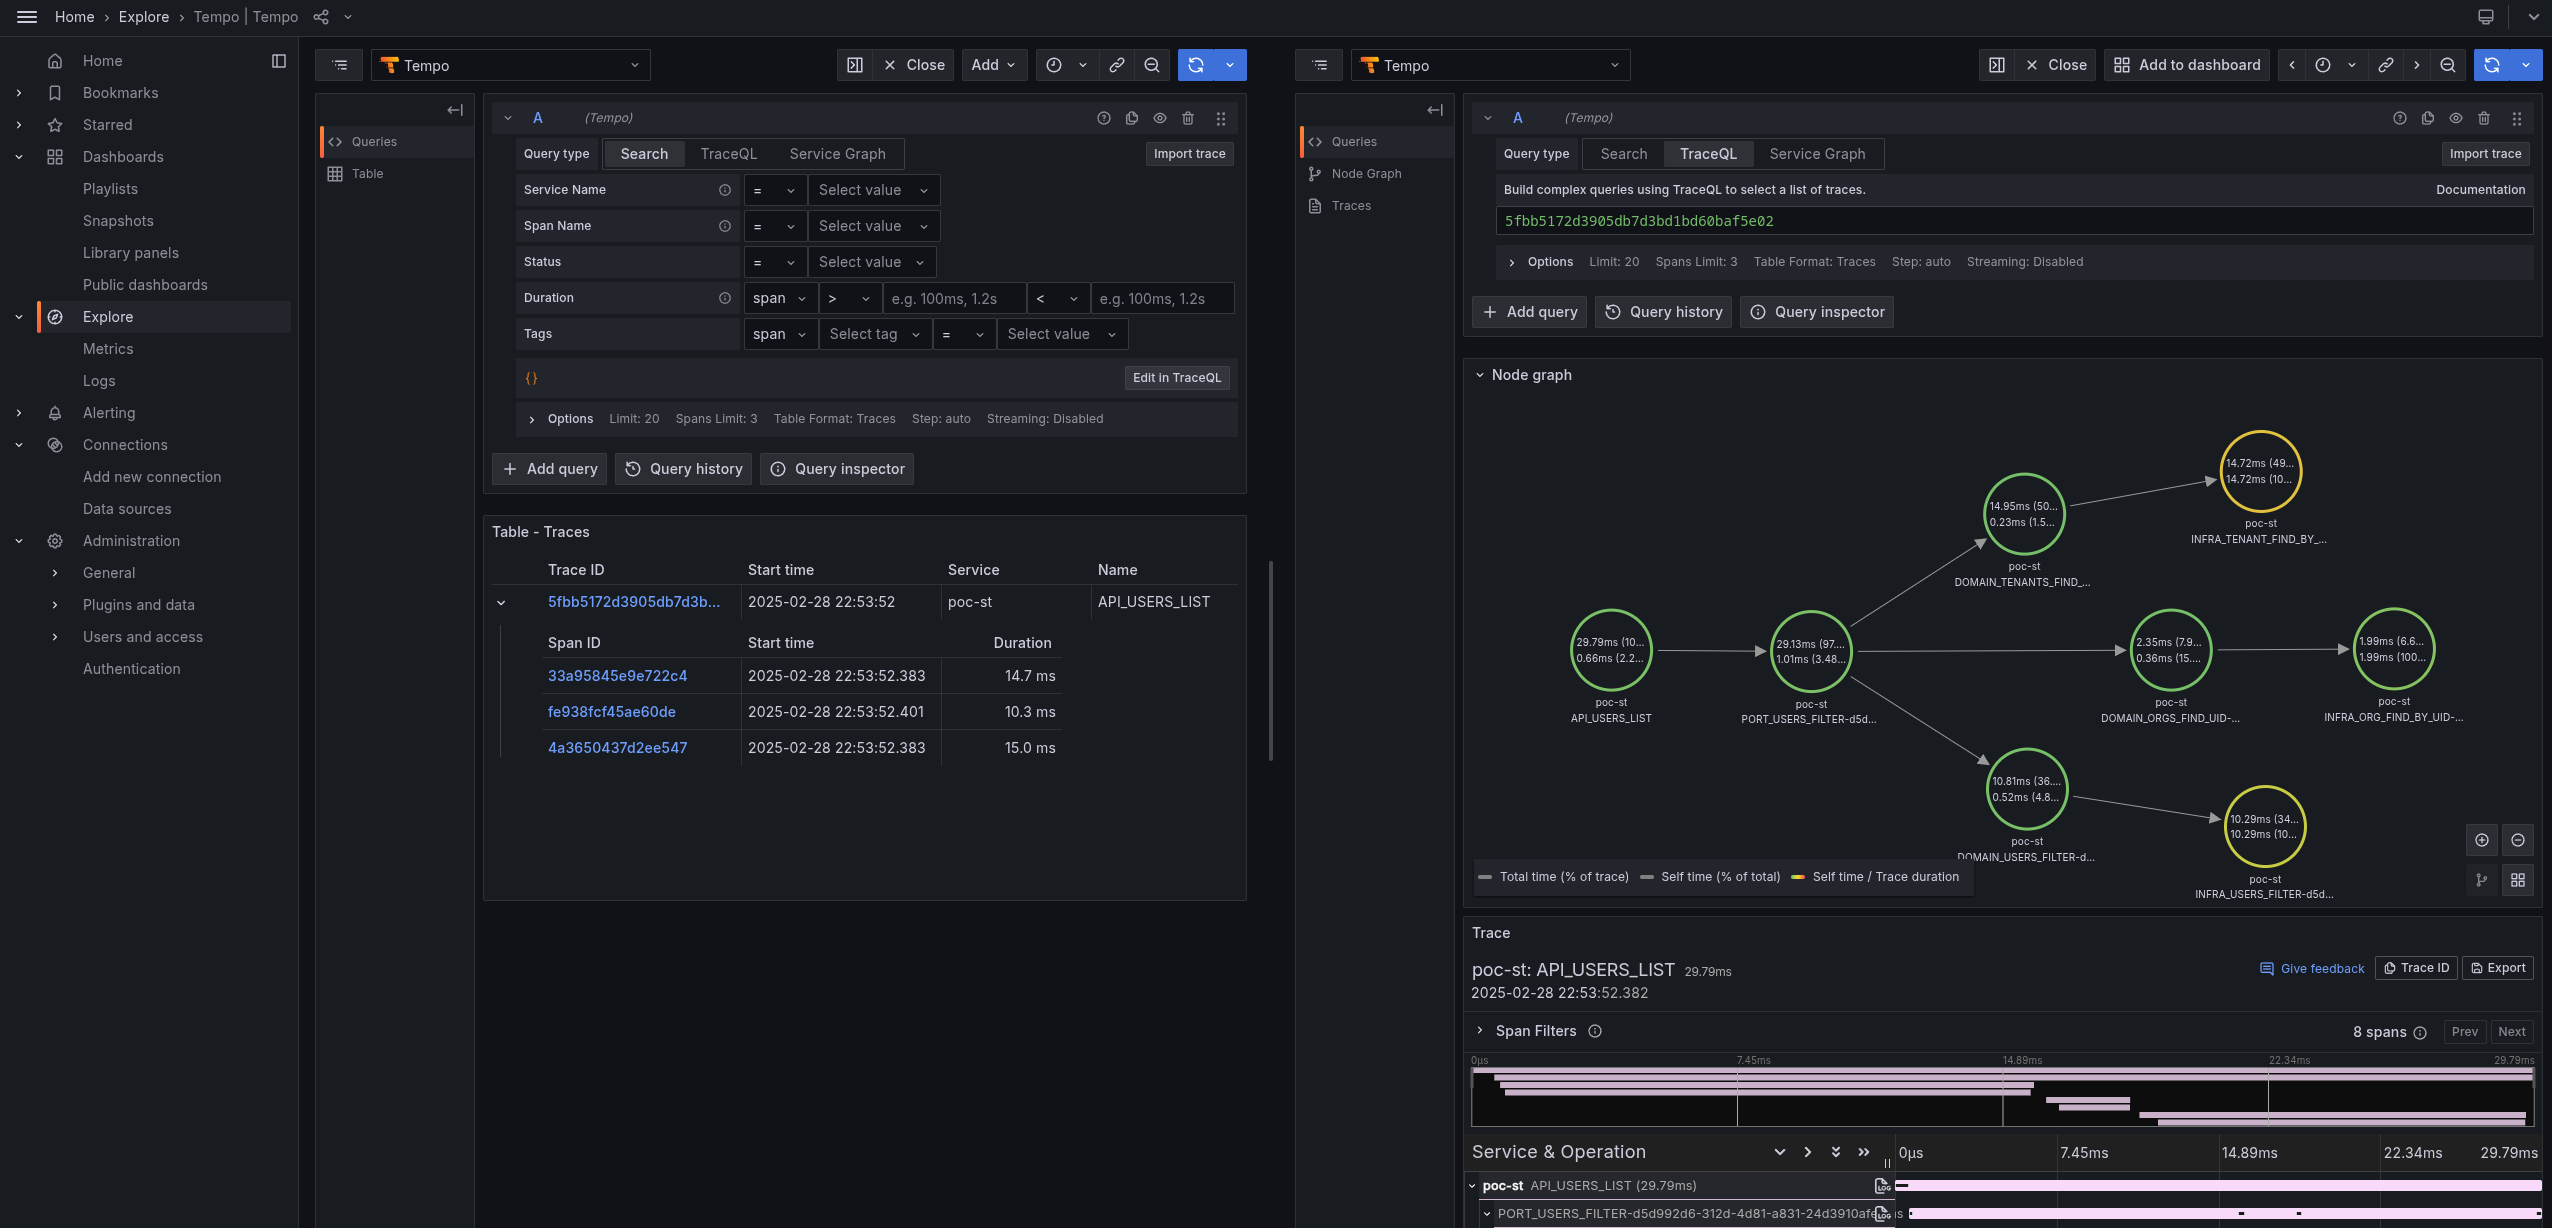 Home › Explore › Tempo | Tempo
Home
Bookmarks
Starred
Dashboards
Playlists
Snapshots
Library panels
Public dashboards
Explore
Metrics
Logs
Alerting
Connections
Add new connection
Data sources
Administration
General
Plugins and data
Users and access
Authentication
Tempo
Close
Add
Queries
Table
A (Tempo)
Query type Search TraceQL Service Graph Import trace
Service Name = Select value
Span Name = Select value
Status = Select value
Duration span > e.g. 100ms, 1.2s < e.g. 100ms, 1.2s
Tags span Select tag = Select value
{} Edit in TraceQL
Options Limit: 20 Spans Limit: 3 Table Format: Traces Step: auto Streaming: Disabled
+ Add query Query history Query inspector
Table - Traces
Trace ID Start time Service Name
5fbb5172d3905db7d3b... 2025-02-28 22:53:52 poc-st API_USERS_LIST
Span ID Start time Duration
33a95845e9e722c4 2025-02-28 22:53:52.383 14.7 ms
fe938fcf45ae60de 2025-02-28 22:53:52.401 10.3 ms
4a3650437d2ee547 2025-02-28 22:53:52.383 15.0 ms
Tempo
Close
Add to dashboard
Queries
Node Graph
Traces
A (Tempo)
Query type Search TraceQL Service Graph Import trace
Build complex queries using TraceQL to select a list of traces. Documentation
5fbb5172d3905db7d3bd1bd60baf5e02
Options Limit: 20 Spans Limit: 3 Table Format: Traces Step: auto Streaming: Disabled
+ Add query Query history Query inspector
Node graph
14.72ms (49...
14.72ms (10...
poc-st
INFRA_TENANT_FIND_BY_...
14.95ms (50...
0.23ms (1.5...
poc-st
DOMAIN_TENANTS_FIND_...
29.79ms (10...
0.66ms (2.2...
poc-st
API_USERS_LIST
29.13ms (97....
1.01ms (3.48...
poc-st
PORT_USERS_FILTER-d5d...
2.35ms (7.9...
0.36ms (15....
poc-st
DOMAIN_ORGS_FIND_UID-...
1.99ms (6.6...
1.99ms (100...
poc-st
INFRA_ORG_FIND_BY_UID-...
10.81ms (36....
0.52ms (4.8...
poc-st
DOMAIN_USERS_FILTER-d...
10.29ms (34...
10.29ms (10...
poc-st
INFRA_USERS_FILTER-d5d...
Total time (% of trace) Self time (% of total) Self time / Trace duration
Trace
poc-st: API_USERS_LIST 29.79ms
Give feedback Trace ID Export
2025-02-28 22:53:52.382
Span Filters 8 spans Prev Next
0μs 7.45ms 14.89ms 22.34ms 29.79ms
Service & Operation 0μs 7.45ms 14.89ms 22.34ms 29.79ms
poc-st API_USERS_LIST (29.79ms) LOG
PORT_USERS_FILTER-d5d992d6-312d-4d81-a831-24d3910afe LOG